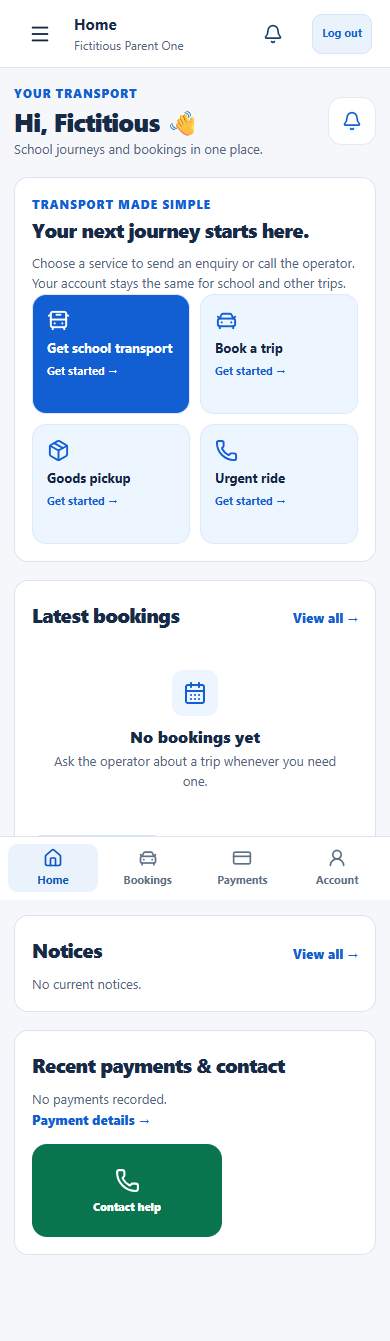 Home
Fictitious Parent One
Log out
YOUR TRANSPORT
Hi, Fictitious 👋
School journeys and bookings in one place.
TRANSPORT MADE SIMPLE
Your next journey starts here.
Choose a service to send an enquiry or call the operator.
Your account stays the same for school and other trips.
Get school transport
Get started →
Book a trip
Get started →
Goods pickup
Get started →
Urgent ride
Get started →
Latest bookings
View all →
No bookings yet
Ask the operator about a trip whenever you need
one.
Home
Bookings
Payments
Account
Notices
View all →
No current notices.
Recent payments & contact
No payments recorded.
Payment details →
Contact help